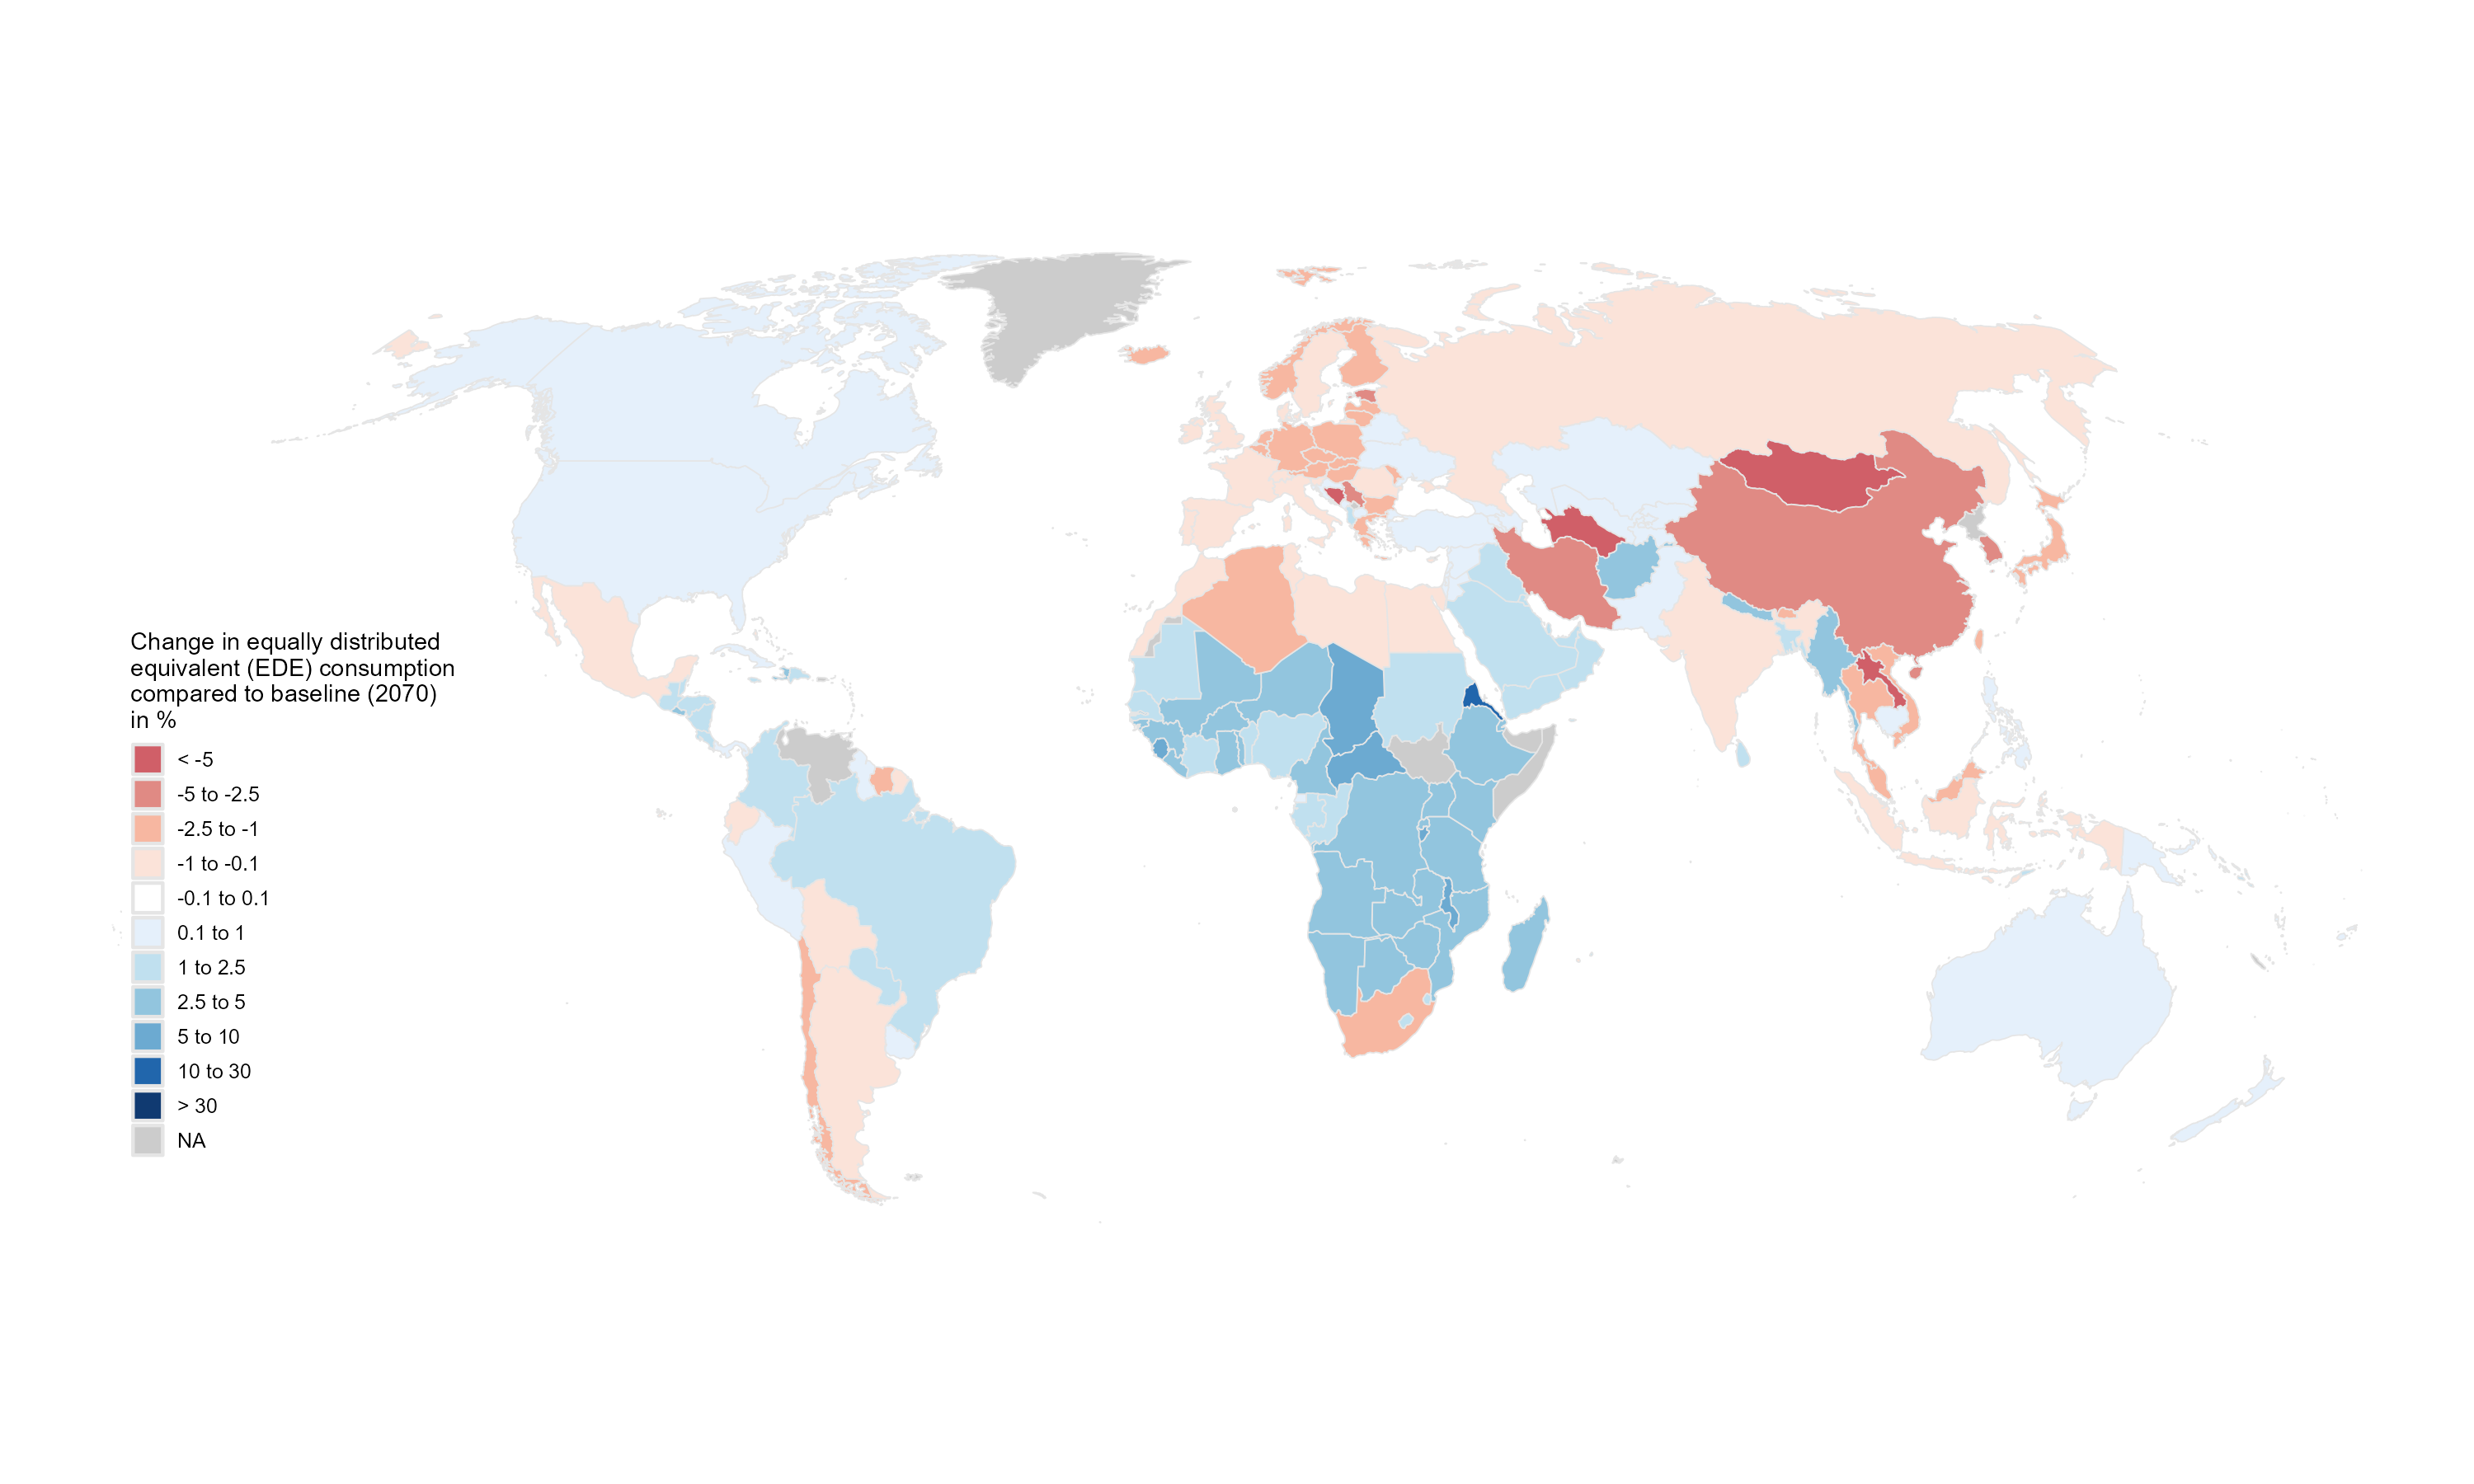 Change in equally distributed
equivalent (EDE) consumption
compared to baseline (2070)
in %
< -5
-5 to -2.5
-2.5 to -1
-1 to -0.1
-0.1 to 0.1
0.1 to 1
1 to 2.5
2.5 to 5
5 to 10
10 to 30
> 30
NA